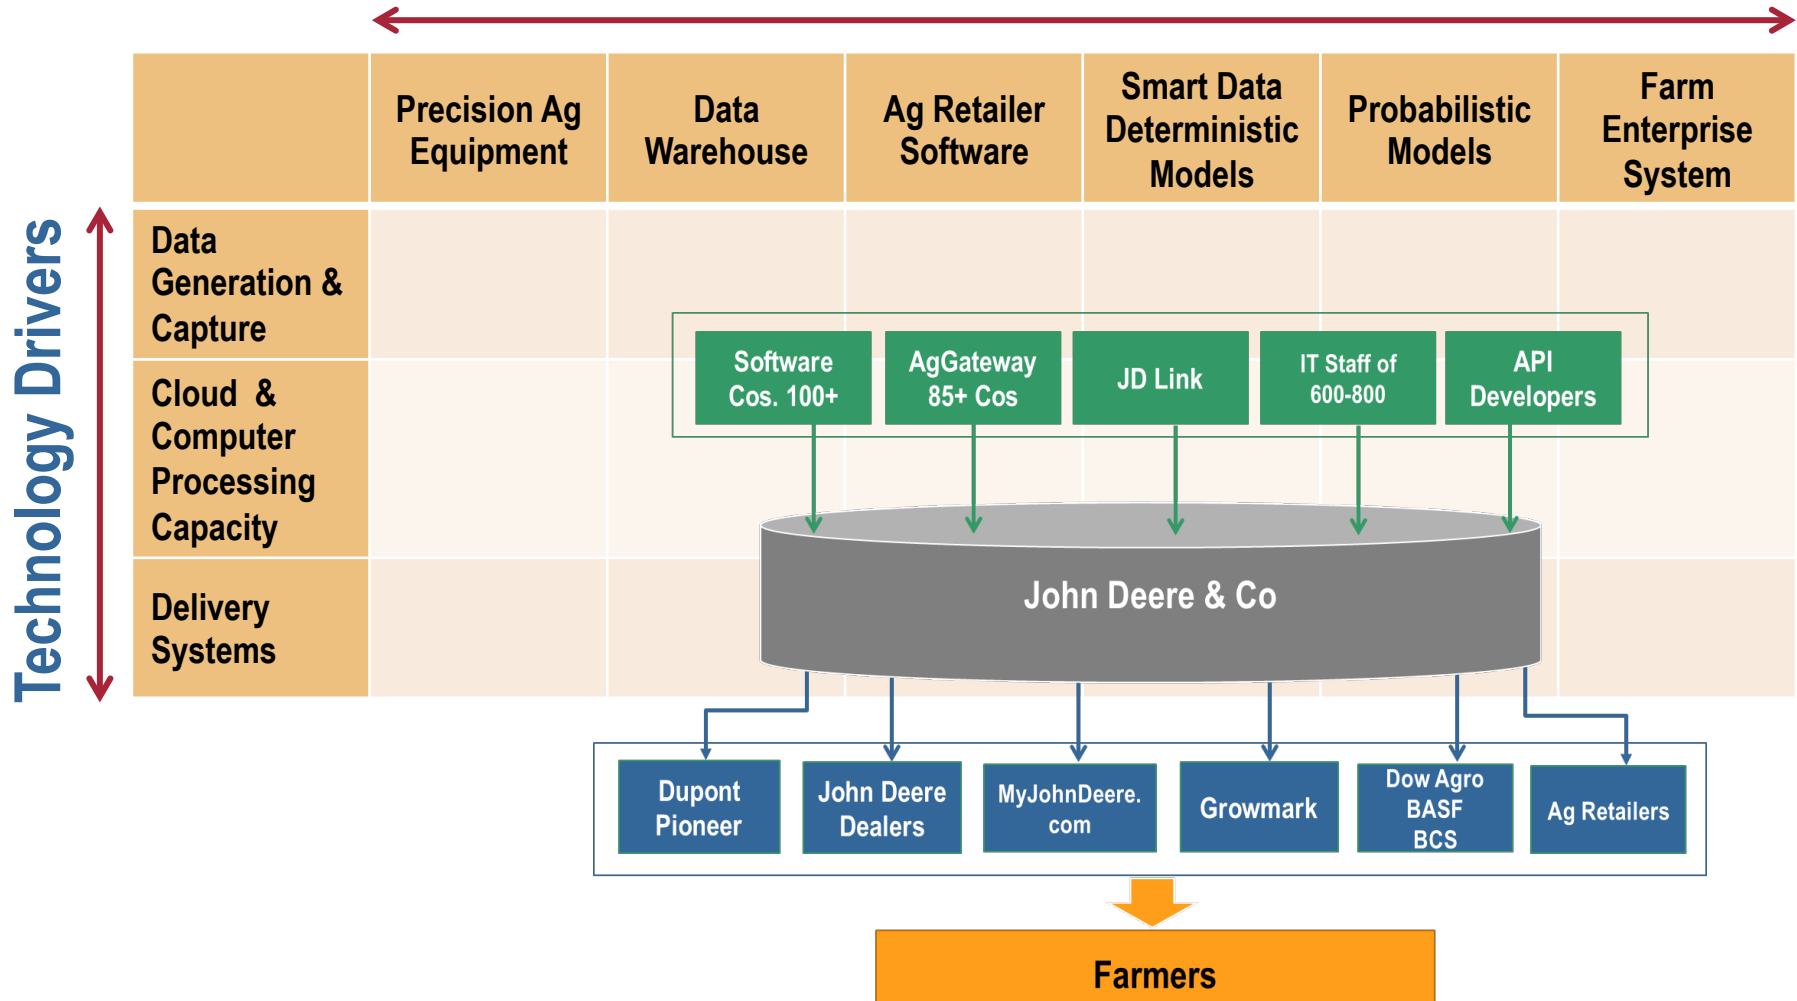 Precision Ag
Equipment
Data
Warehouse
Ag Retailer
Software
Smart Data
Deterministic
Models
Probabilistic
Models
Farm
Enterprise
System
Technology Drivers
Data
Generation &
Capture
Cloud &
Computer
Processing
Capacity
Delivery
Systems
Software
Cos. 100+
AgGateway
85+ Cos
JD Link
IT Staff of
600-800
API
Developers
John Deere & Co
Dupont
Pioneer
John Deere
Dealers
MyJohnDeere.
com
Growmark
Dow Agro
BASF
BCS
Ag Retailers
Farmers